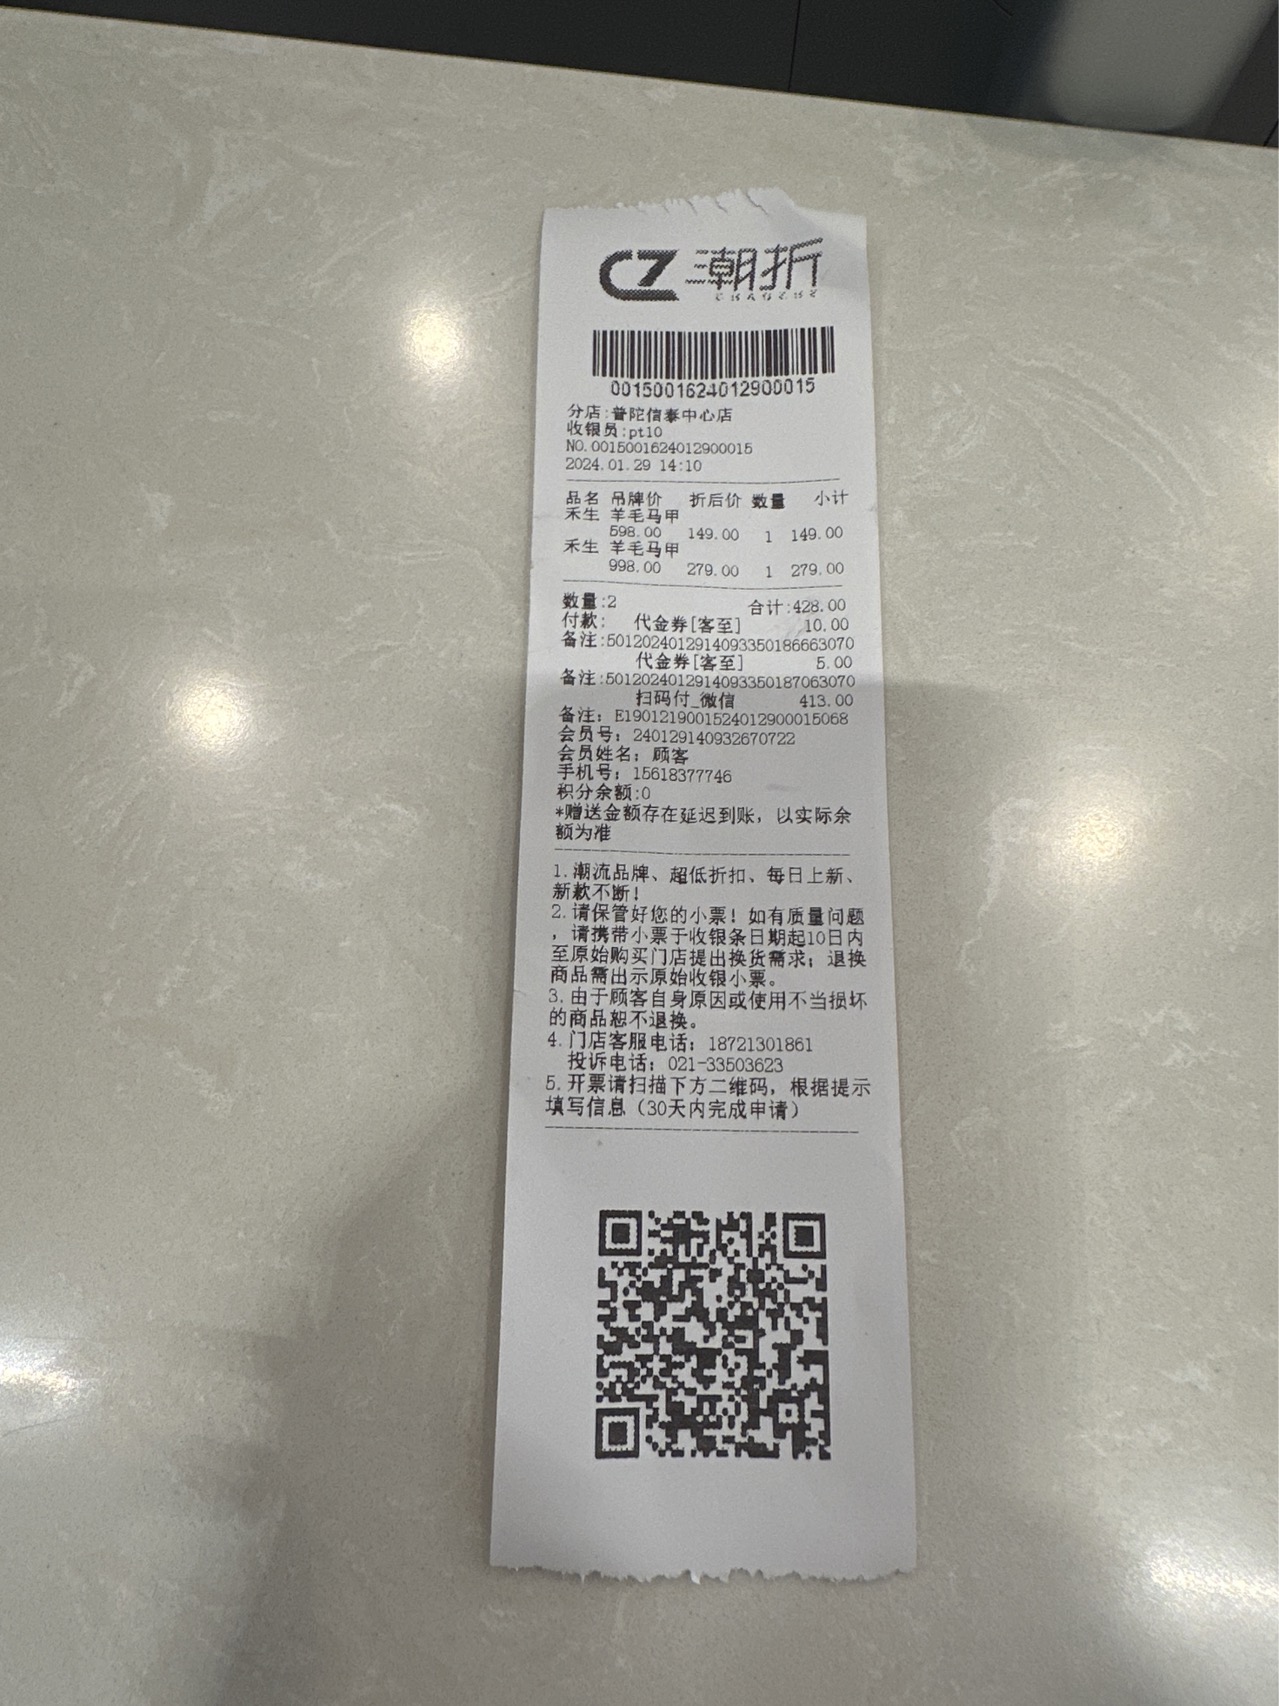 CZ 潮折
0015001624012900015
分店:普陀信泰中心店
收银员:pt10
NO.0015001624012900015
2024.01.29 14:10
品名 吊牌价 折后价 数量 小计
禾生 羊毛马甲
598.00 149.00 1 149.00
禾生 羊毛马甲
998.00 279.00 1 279.00
数量:2 合计:428.00
付款: 代金券[客至] 10.00
备注:5012024012914093350186663070
代金券[客至] 5.00
备注:5012024012914093350187063070
扫码付_微信 413.00
备注: E1901219001524012900015068
会员号: 240129140932670722
会员姓名: 顾客
手机号: 15618377746
积分余额:0
*赠送金额存在延迟到账，以实际余
额为准
1.潮流品牌、超低折扣、每日上新、
新款不断！
2.请保管好您的小票！如有质量问题
，请携带小票于收银条日期起10日内
至原始购买门店提出换货需求；退换
商品需出示原始收银小票。
3.由于顾客自身原因或使用不当损坏
的商品恕不退换。
4.门店客服电话：18721301861
投诉电话：021-33503623
5.开票请扫描下方二维码，根据提示
填写信息（30天内完成申请）